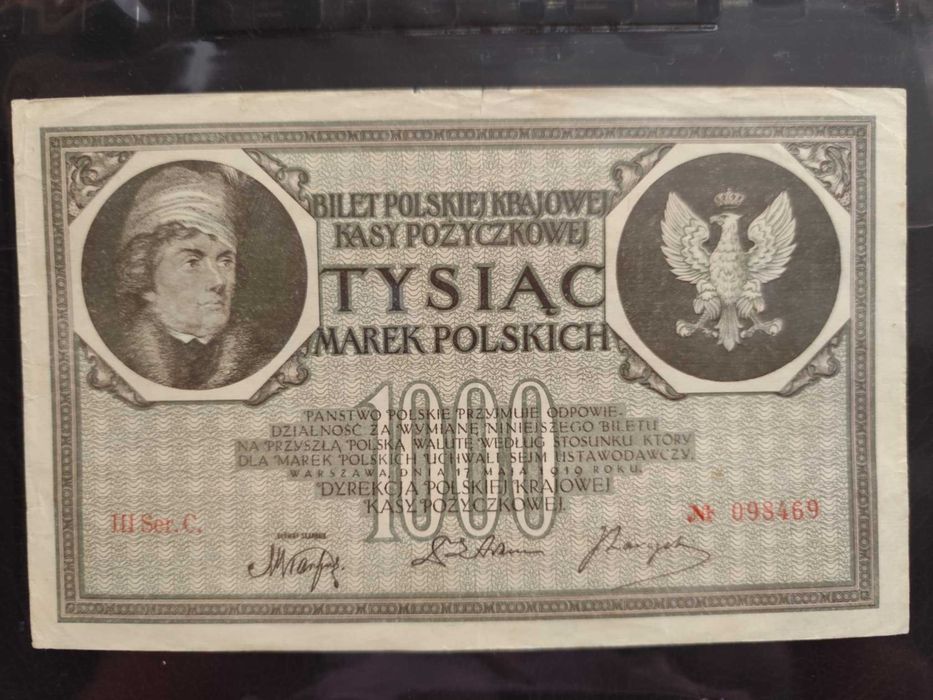 BILET POLSKIEJ KRAJOWEJ
KASY POŻYCZKOWEJ
TYSIĄC
MAREK POLSKICH
1000
PAŃSTWO POLSKIE PRZYJMUJE ODPOWIE-
DZIALNOŚĆ ZA WYMIANĘ NINIEJSZEGO BILETU
NA PRZYSZŁĄ POLSKĄ WALUTĘ WEDŁUG STOSUNKU KTÓRY
DLA MAREK POLSKICH UCHWALI SEJM USTAWODAWCZY.
WARSZAWA, DNIA 17 MAJA 1919 ROKU.
DYREKCJA POLSKIEJ KRAJOWEJ
KASY POŻYCZKOWEJ.
III Ser. C.
№ 098469